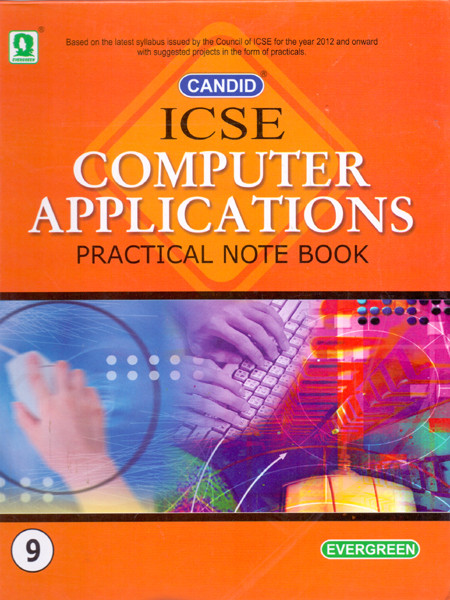 EVERGREEN
Based on the latest syllabus issued by the Council of ICSE for the year 2012 and onward
with suggested projects in the form of practicals.
CANDID®
ICSE
COMPUTER
APPLICATIONS
PRACTICAL NOTE BOOK
9
EVERGREEN